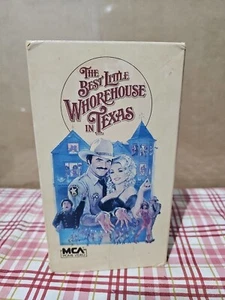 THE
BEST LITTLE
WHOREHOUSE
IN TEXAS
MCA